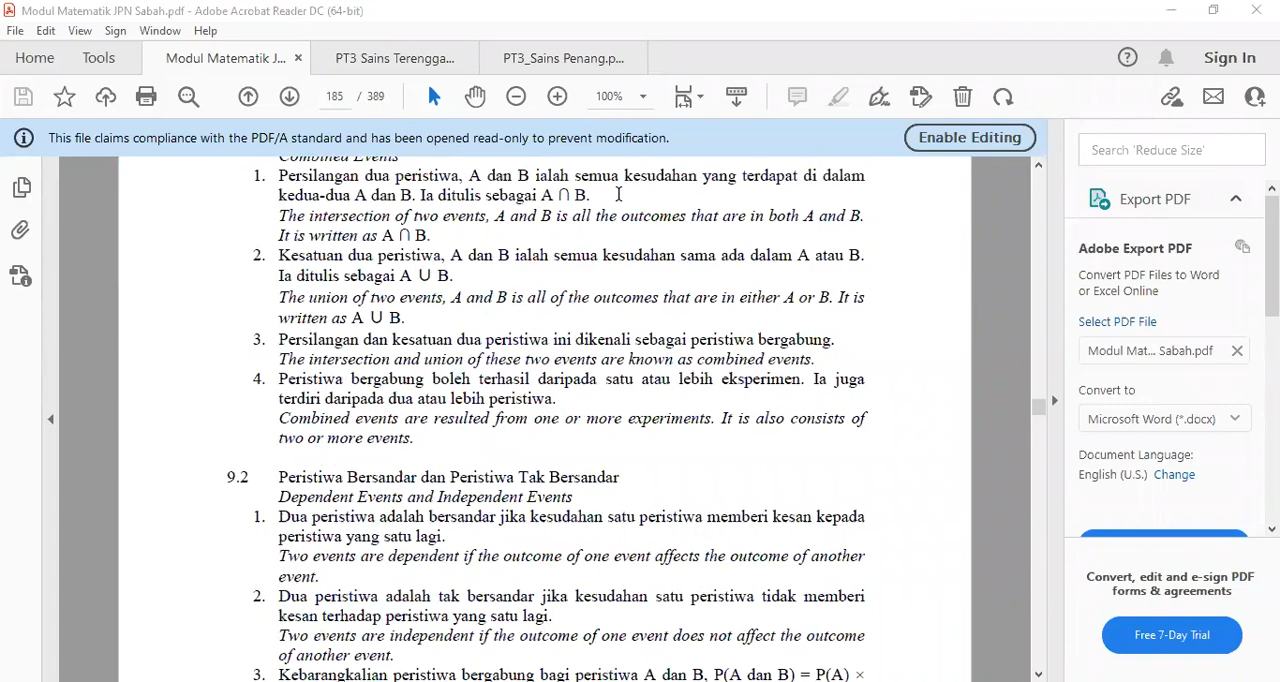 Modul Matematik JPN Sabah.pdf - Adobe Acrobat Reader DC (64-bit)
File Edit View Sign Window Help
Home Tools Modul Matematik J... × PT3 Sains Terengga... PT3_Sains Penang.p... Sign In
185 / 389 100%
This file claims compliance with the PDF/A standard and has been opened read-only to prevent modification. Enable Editing
Combined Events
1. Persilangan dua peristiwa, A dan B ialah semua kesudahan yang terdapat di dalam
kedua-dua A dan B. Ia ditulis sebagai A ∩ B.
The intersection of two events, A and B is all the outcomes that are in both A and B.
It is written as A ∩ B.
2. Kesatuan dua peristiwa, A dan B ialah semua kesudahan sama ada dalam A atau B.
Ia ditulis sebagai A ∪ B.
The union of two events, A and B is all of the outcomes that are in either A or B. It is
written as A ∪ B.
3. Persilangan dan kesatuan dua peristiwa ini dikenali sebagai peristiwa bergabung.
The intersection and union of these two events are known as combined events.
4. Peristiwa bergabung boleh terhasil daripada satu atau lebih eksperimen. Ia juga
terdiri daripada dua atau lebih peristiwa.
Combined events are resulted from one or more experiments. It is also consists of
two or more events.
9.2 Peristiwa Bersandar dan Peristiwa Tak Bersandar
Dependent Events and Independent Events
1. Dua peristiwa adalah bersandar jika kesudahan satu peristiwa memberi kesan kepada
peristiwa yang satu lagi.
Two events are dependent if the outcome of one event affects the outcome of another
event.
2. Dua peristiwa adalah tak bersandar jika kesudahan satu peristiwa tidak memberi
kesan terhadap peristiwa yang satu lagi.
Two events are independent if the outcome of one event does not affect the outcome
of another event.
3. Kebarangkalian peristiwa bergabung bagi peristiwa A dan B, P(A dan B) = P(A) ×
Search 'Reduce Size'
Export PDF
Adobe Export PDF
Convert PDF Files to Word
or Excel Online
Select PDF File
Modul Mat... Sabah.pdf
Convert to
Microsoft Word (*.docx)
Document Language:
English (U.S.) Change
Convert, edit and e-sign PDF
forms & agreements
Free 7-Day Trial